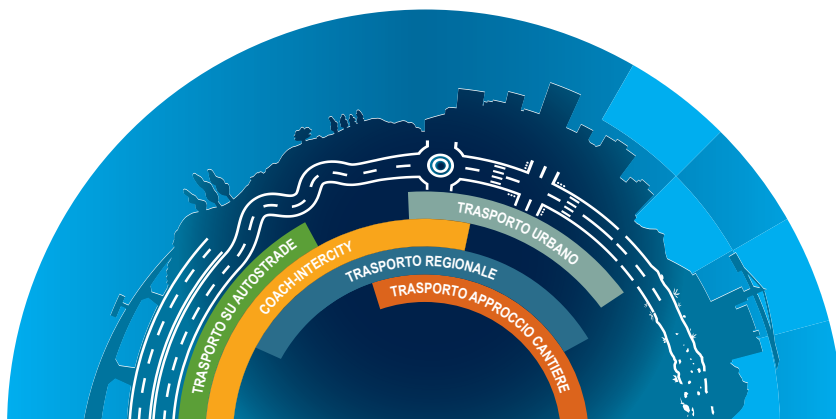 TRASPORTO SU AUTOSTRADE
COACH-INTERCITY
TRASPORTO URBANO
TRASPORTO REGIONALE
TRASPORTO APPROCCIO CANTIERE